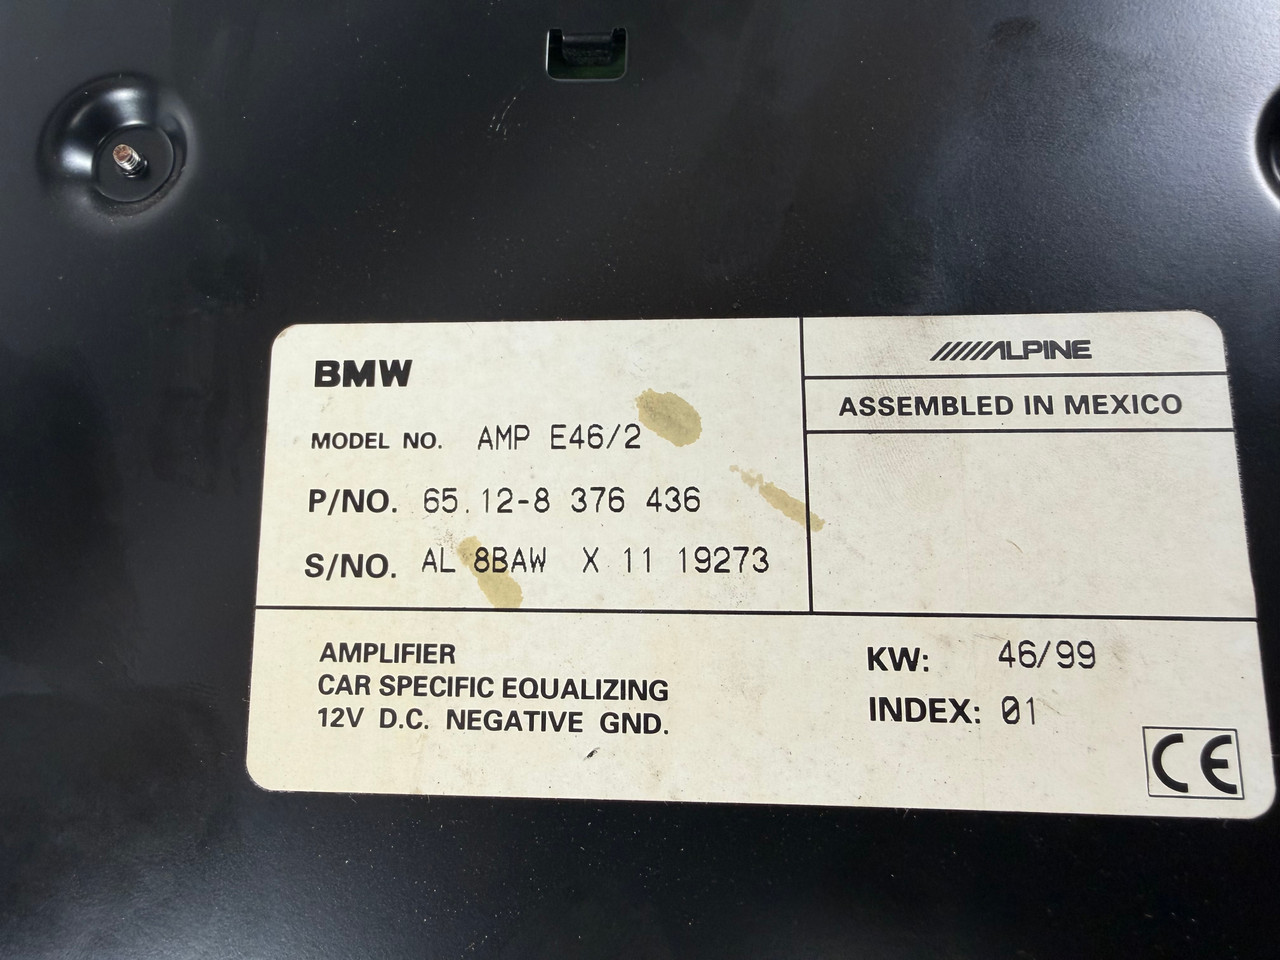 BMW
MODEL NO. AMP E46/2
P/NO. 65.12-8 376 436
S/NO. AL 8BAW X 11 19273
ALPINE
ASSEMBLED IN MEXICO
AMPLIFIER
CAR SPECIFIC EQUALIZING
12V D.C. NEGATIVE GND.
KW: 46/99
INDEX: 01
CE